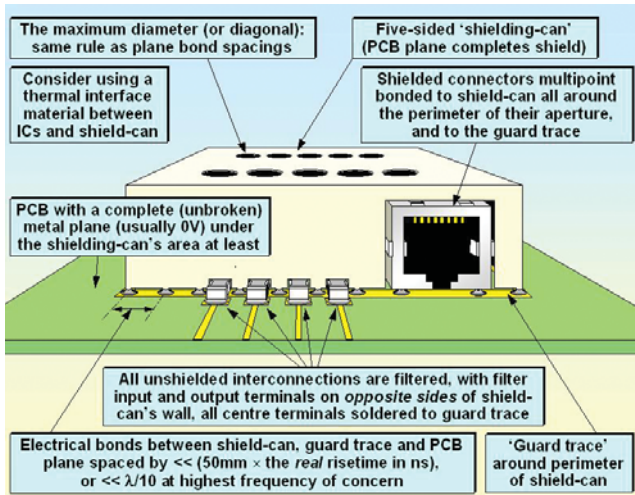 The maximum diameter (or diagonal):
same rule as plane bond spacings
Five-sided ‘shielding-can’
(PCB plane completes shield)
Consider using a
thermal interface
material between
ICs and shield-can
Shielded connectors multipoint
bonded to shield-can all around
the perimeter of their aperture,
and to the guard trace
PCB with a complete (unbroken)
metal plane (usually 0V) under
the shielding-can’s area at least
All unshielded interconnections are filtered, with filter
input and output terminals on opposite sides of shield-
can’s wall, all centre terminals soldered to guard trace
Electrical bonds between shield-can, guard trace and PCB
plane spaced by << (50mm × the real risetime in ns),
or << λ/10 at highest frequency of concern
‘Guard trace’
around perimeter
of shield-can